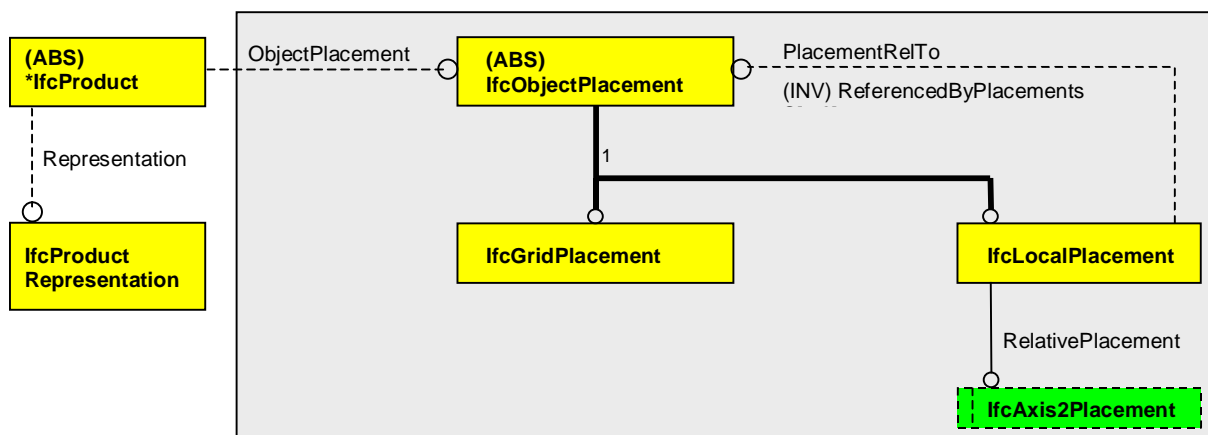 (ABS)
*IfcProduct
ObjectPlacement
(ABS)
IfcObjectPlacement
PlacementRelTo
(INV) ReferencedByPlacements
Representation
1
IfcProduct
Representation
IfcGridPlacement
IfcLocalPlacement
RelativePlacement
IfcAxis2Placement